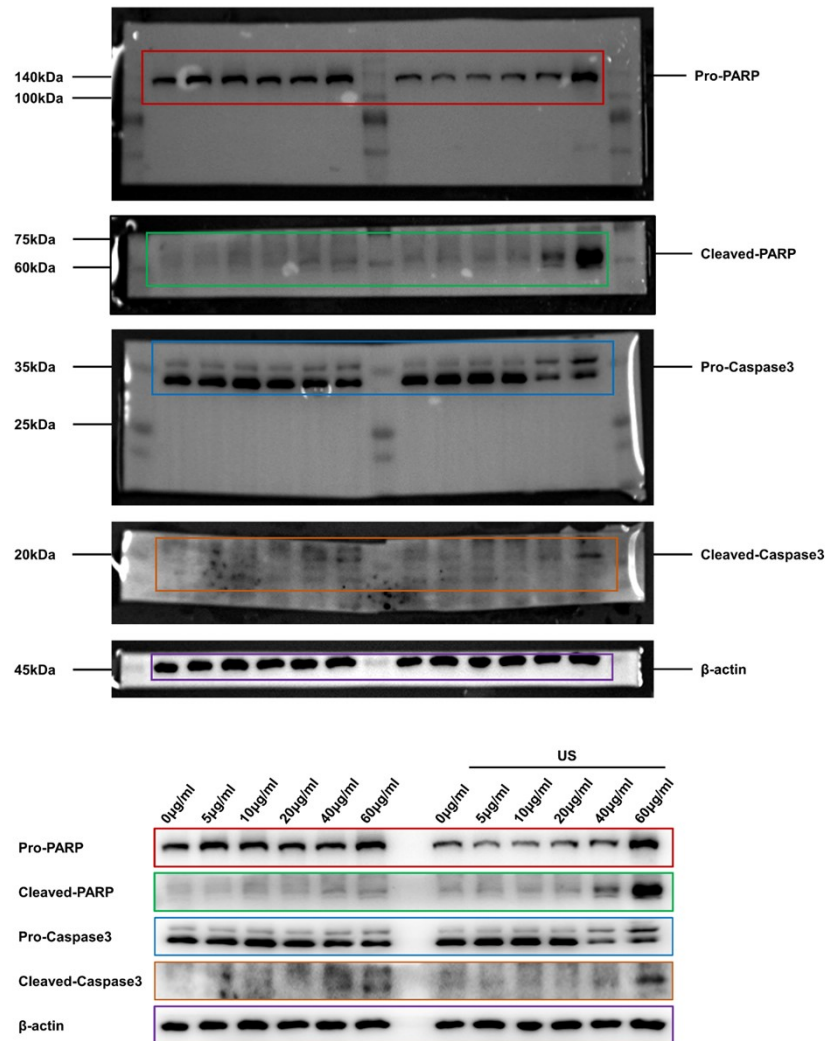 140kDa
100kDa
Pro-PARP
75kDa
60kDa
Cleaved-PARP
35kDa
25kDa
Pro-Caspase3
20kDa
Cleaved-Caspase3
45kDa
β-actin
US
0μg/ml 5μg/ml 10μg/ml 20μg/ml 40μg/ml 60μg/ml 0μg/ml 5μg/ml 10μg/ml 20μg/ml 40μg/ml 60μg/ml
Pro-PARP
Cleaved-PARP
Pro-Caspase3
Cleaved-Caspase3
β-actin